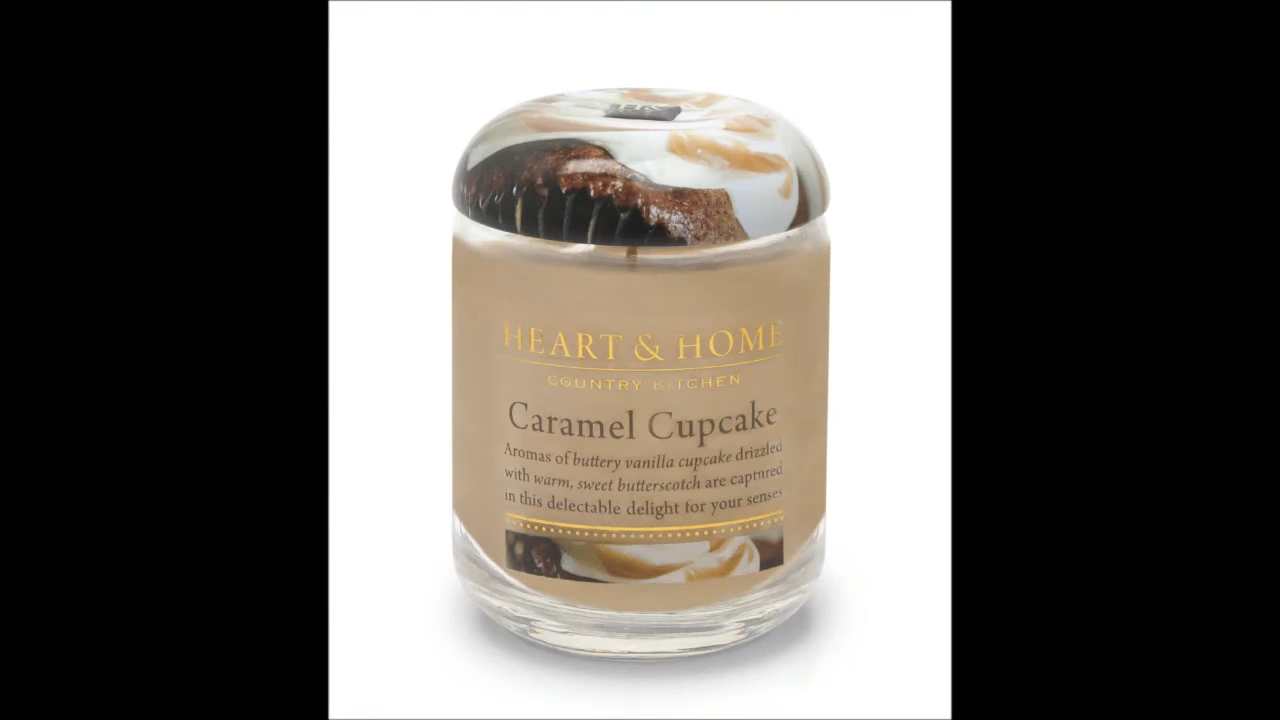 HEART & HOME
COUNTRY KITCHEN
Caramel Cupcake
Aromas of buttery vanilla cupcake drizzled
with warm, sweet butterscotch are captured
in this delectable delight for your senses